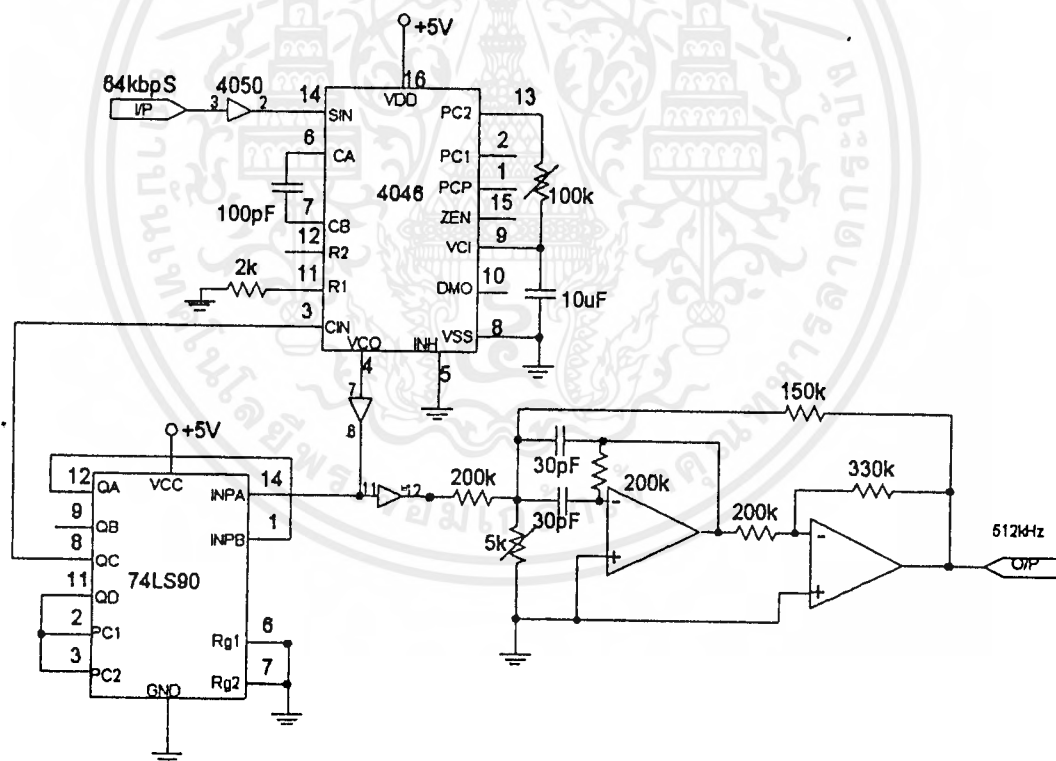 +5V
64kbpS
I/P
3
4050
2
14
SIN
16
VDD
13
PC2
6
CA
2
PC1
1
PCP
100k
4046
100pF
7
CB
15
ZEN
12
R2
9
VCI
2k
11
R1
10
DMO
10uF
3
CIN
VSS
8
VCO
INH
4
5
7
6
150k
+5V
12
QA
VCC
14
INPA
9
QB
1
INPB
8
QC
11
12
200k
30pF
30pF
200k
330k
200k
5k
-
+
-
+
512kHz
O/P
74LS90
11
QD
2
PC1
3
PC2
6
Rg1
7
Rg2
GND